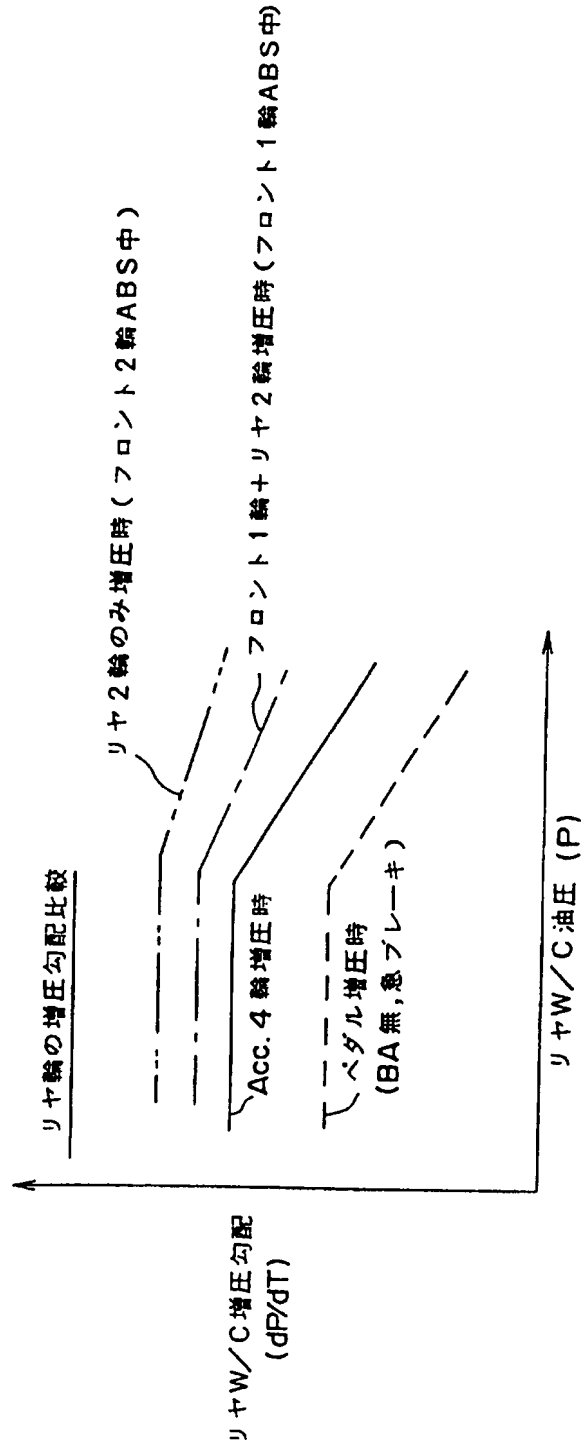 リヤ輪の増圧勾配比較
リヤ2輪のみ増圧時(フロント2輪ABS中)
フロント1輪+リヤ2輪増圧時(フロント1輪ABS中)
Acc.4輪増圧時
ペダル増圧時
(BA無,急ブレーキ)
リヤW/C増圧勾配
(dP/dT)
リヤW/C油圧 (P)